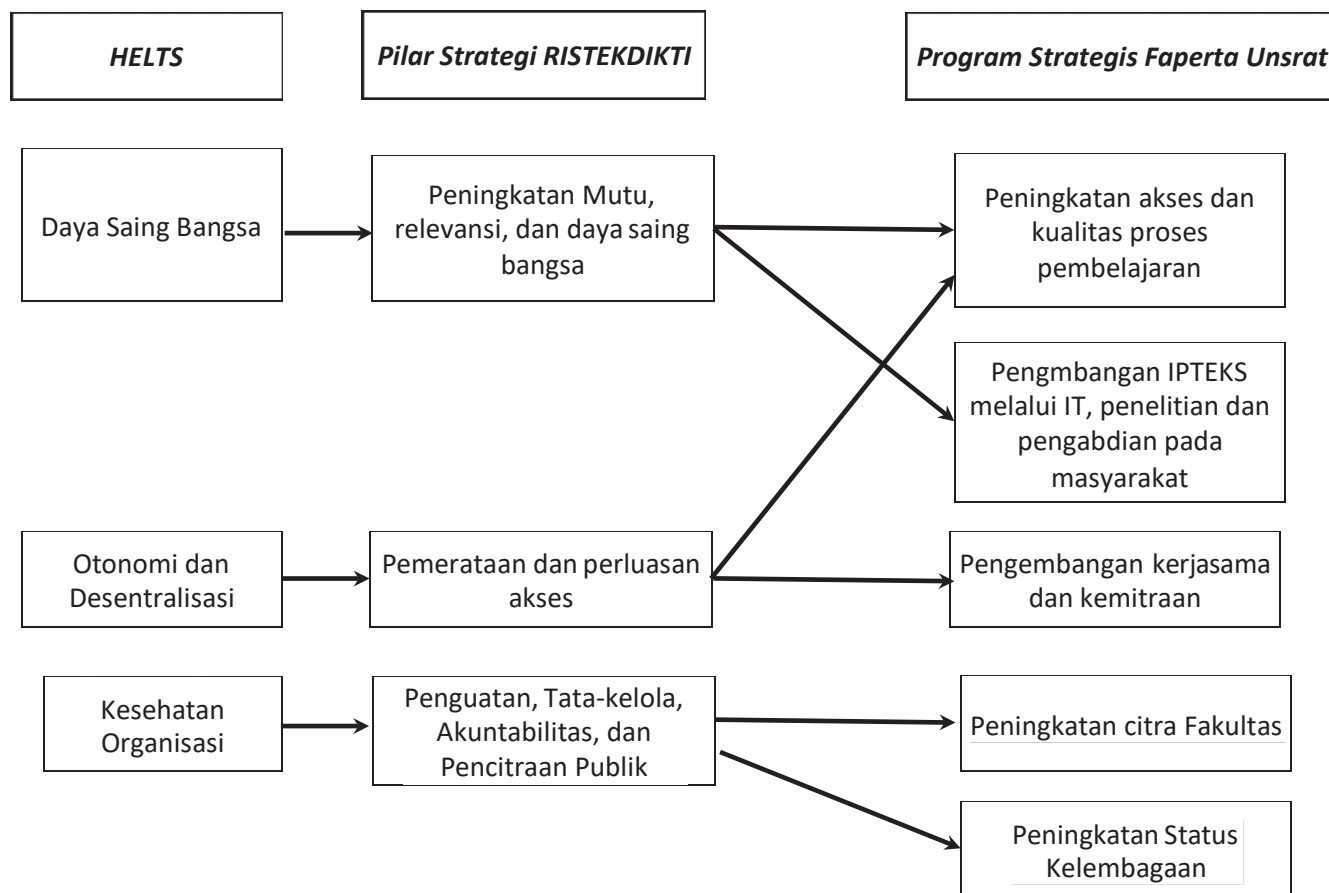 HELTS
Pilar Strategi RISTEKDIKTI
Program Strategis Faperta Unsrat
Daya Saing Bangsa
Peningkatan Mutu,
relevansi, dan daya saing
bangsa
Peningkatan akses dan
kualitas proses
pembelajaran
Pengmbangan IPTEKS
melalui IT, penelitian dan
pengabdian pada
masyarakat
Otonomi dan
Desentralisasi
Pemerataan dan perluasan
akses
Pengembangan kerjasama
dan kemitraan
Kesehatan
Organisasi
Penguatan, Tata-kelola,
Akuntabilitas, dan
Pencitraan Publik
Peningkatan citra Fakultas
Peningkatan Status
Kelembagaan